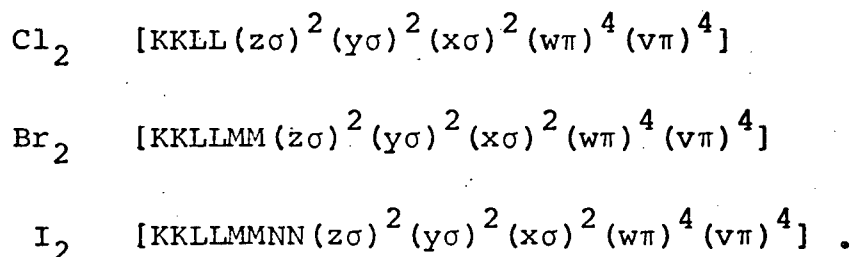 Cl₂ [KKLL(zσ)²(yσ)²(xσ)²(wπ)⁴(vπ)⁴]
Br₂ [KKLLMM(zσ)²(yσ)²(xσ)²(wπ)⁴(vπ)⁴]
I₂ [KKLLMMNN(zσ)²(yσ)²(xσ)²(wπ)⁴(vπ)⁴] .